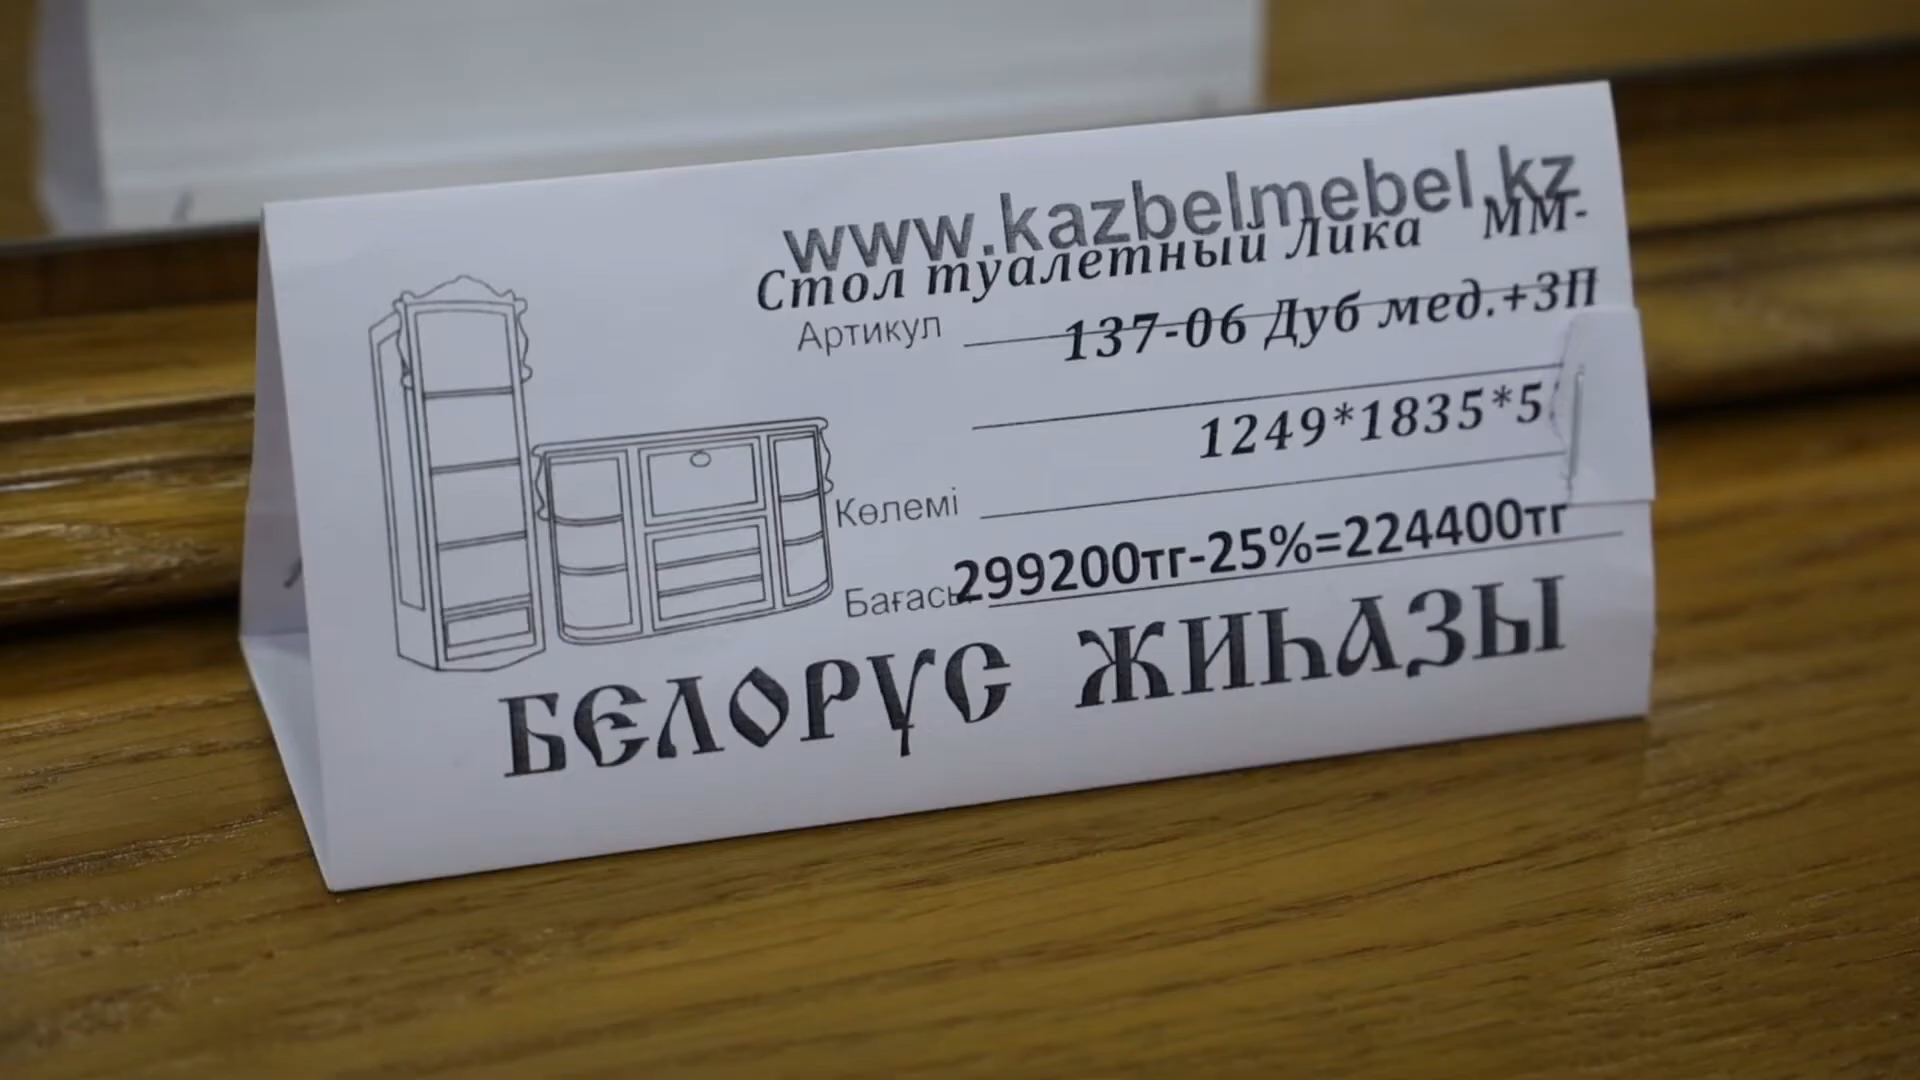 www.kazbelmebel.kz
Стол туалетный Лика ММ-
Артикул 137-06 Дуб мед.+ЗП
1249*1835*5
Көлемі
Бағасы 299200тг-25%=224400тг
БЕЛОРУС ЖИҺАЗЫ